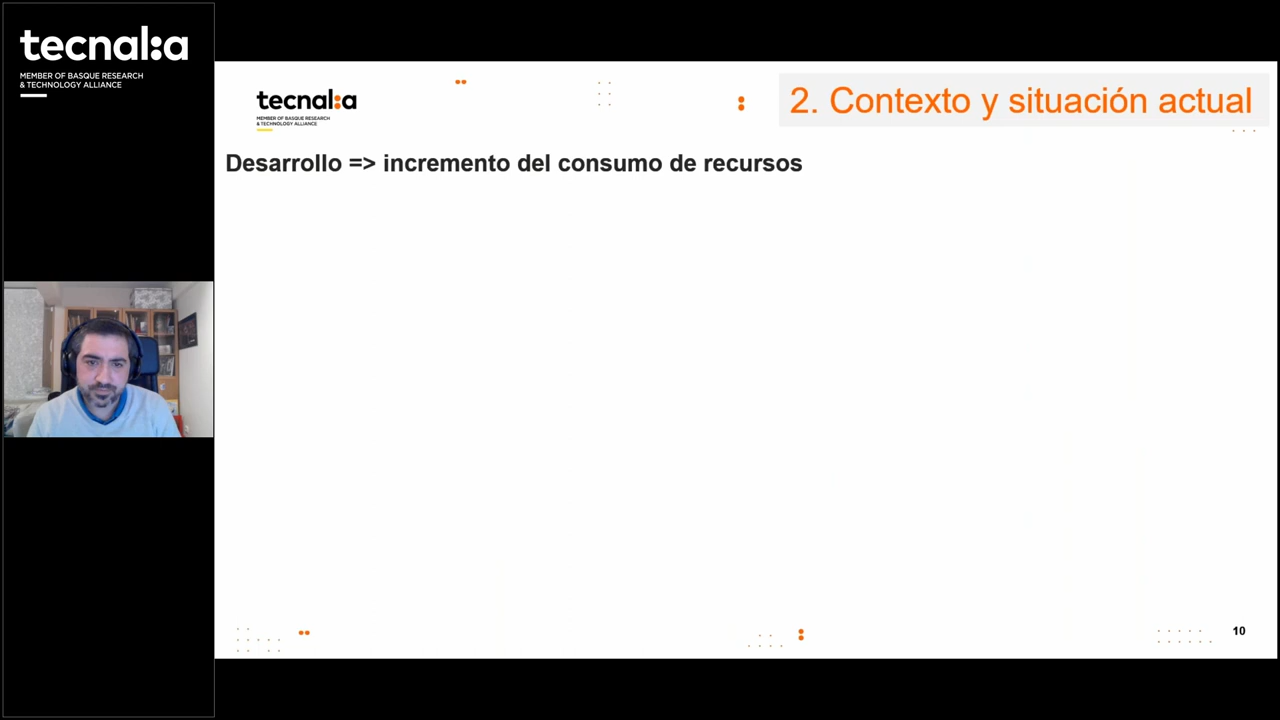 tecnal:a
MEMBER OF BASQUE RESEARCH
& TECHNOLOGY ALLIANCE
tecnal:a
MEMBER OF BASQUE RESEARCH
& TECHNOLOGY ALLIANCE
2. Contexto y situación actual
Desarrollo => incremento del consumo de recursos
10